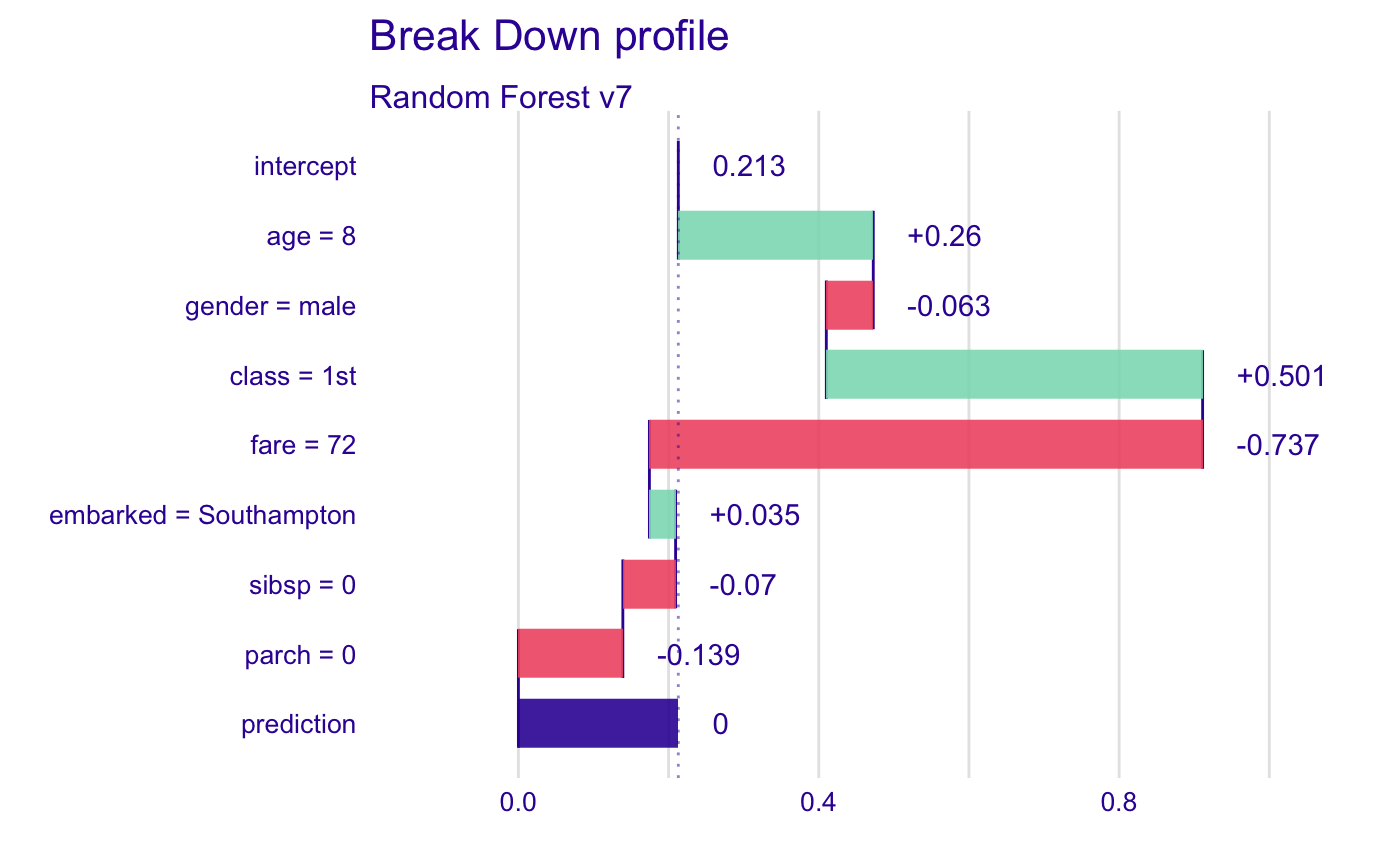 Break Down profile
Random Forest v7
intercept 0.213
age = 8 +0.26
gender = male -0.063
class = 1st +0.501
fare = 72 -0.737
embarked = Southampton +0.035
sibsp = 0 -0.07
parch = 0 -0.139
prediction 0
0.0 0.4 0.8